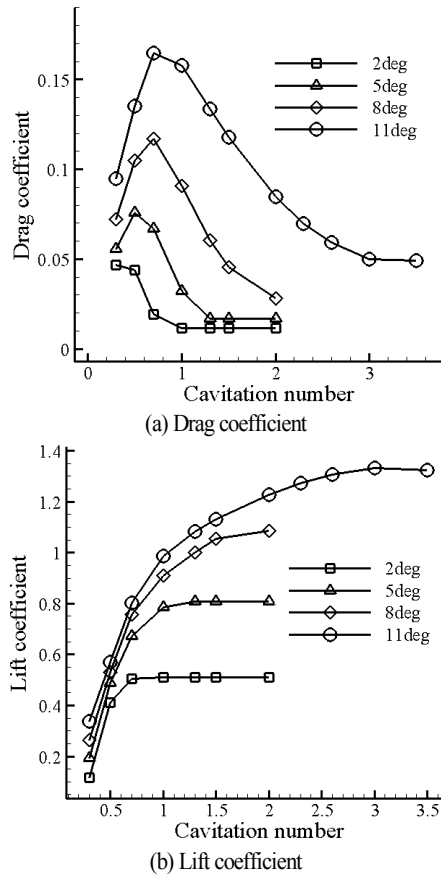 Drag coefficient
0.15
0.1
0.05
0
2deg
5deg
8deg
11deg
0 1 2 3
Cavitation number
(a) Drag coefficient
Lift coefficient
1.4
1.2
1
0.8
0.6
0.4
0.2
2deg
5deg
8deg
11deg
0.5 1 1.5 2 2.5 3 3.5
Cavitation number
(b) Lift coefficient